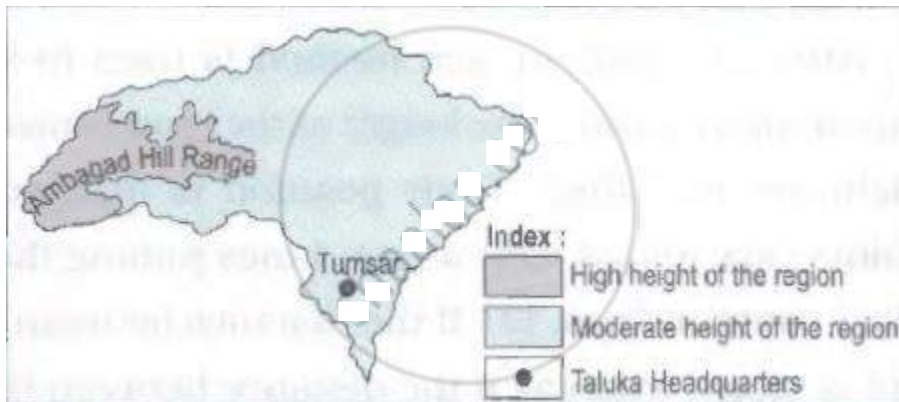 Ambagad Hill Range
Tumsar
Index :
High height of the region
Moderate height of the region
Taluka Headquarters